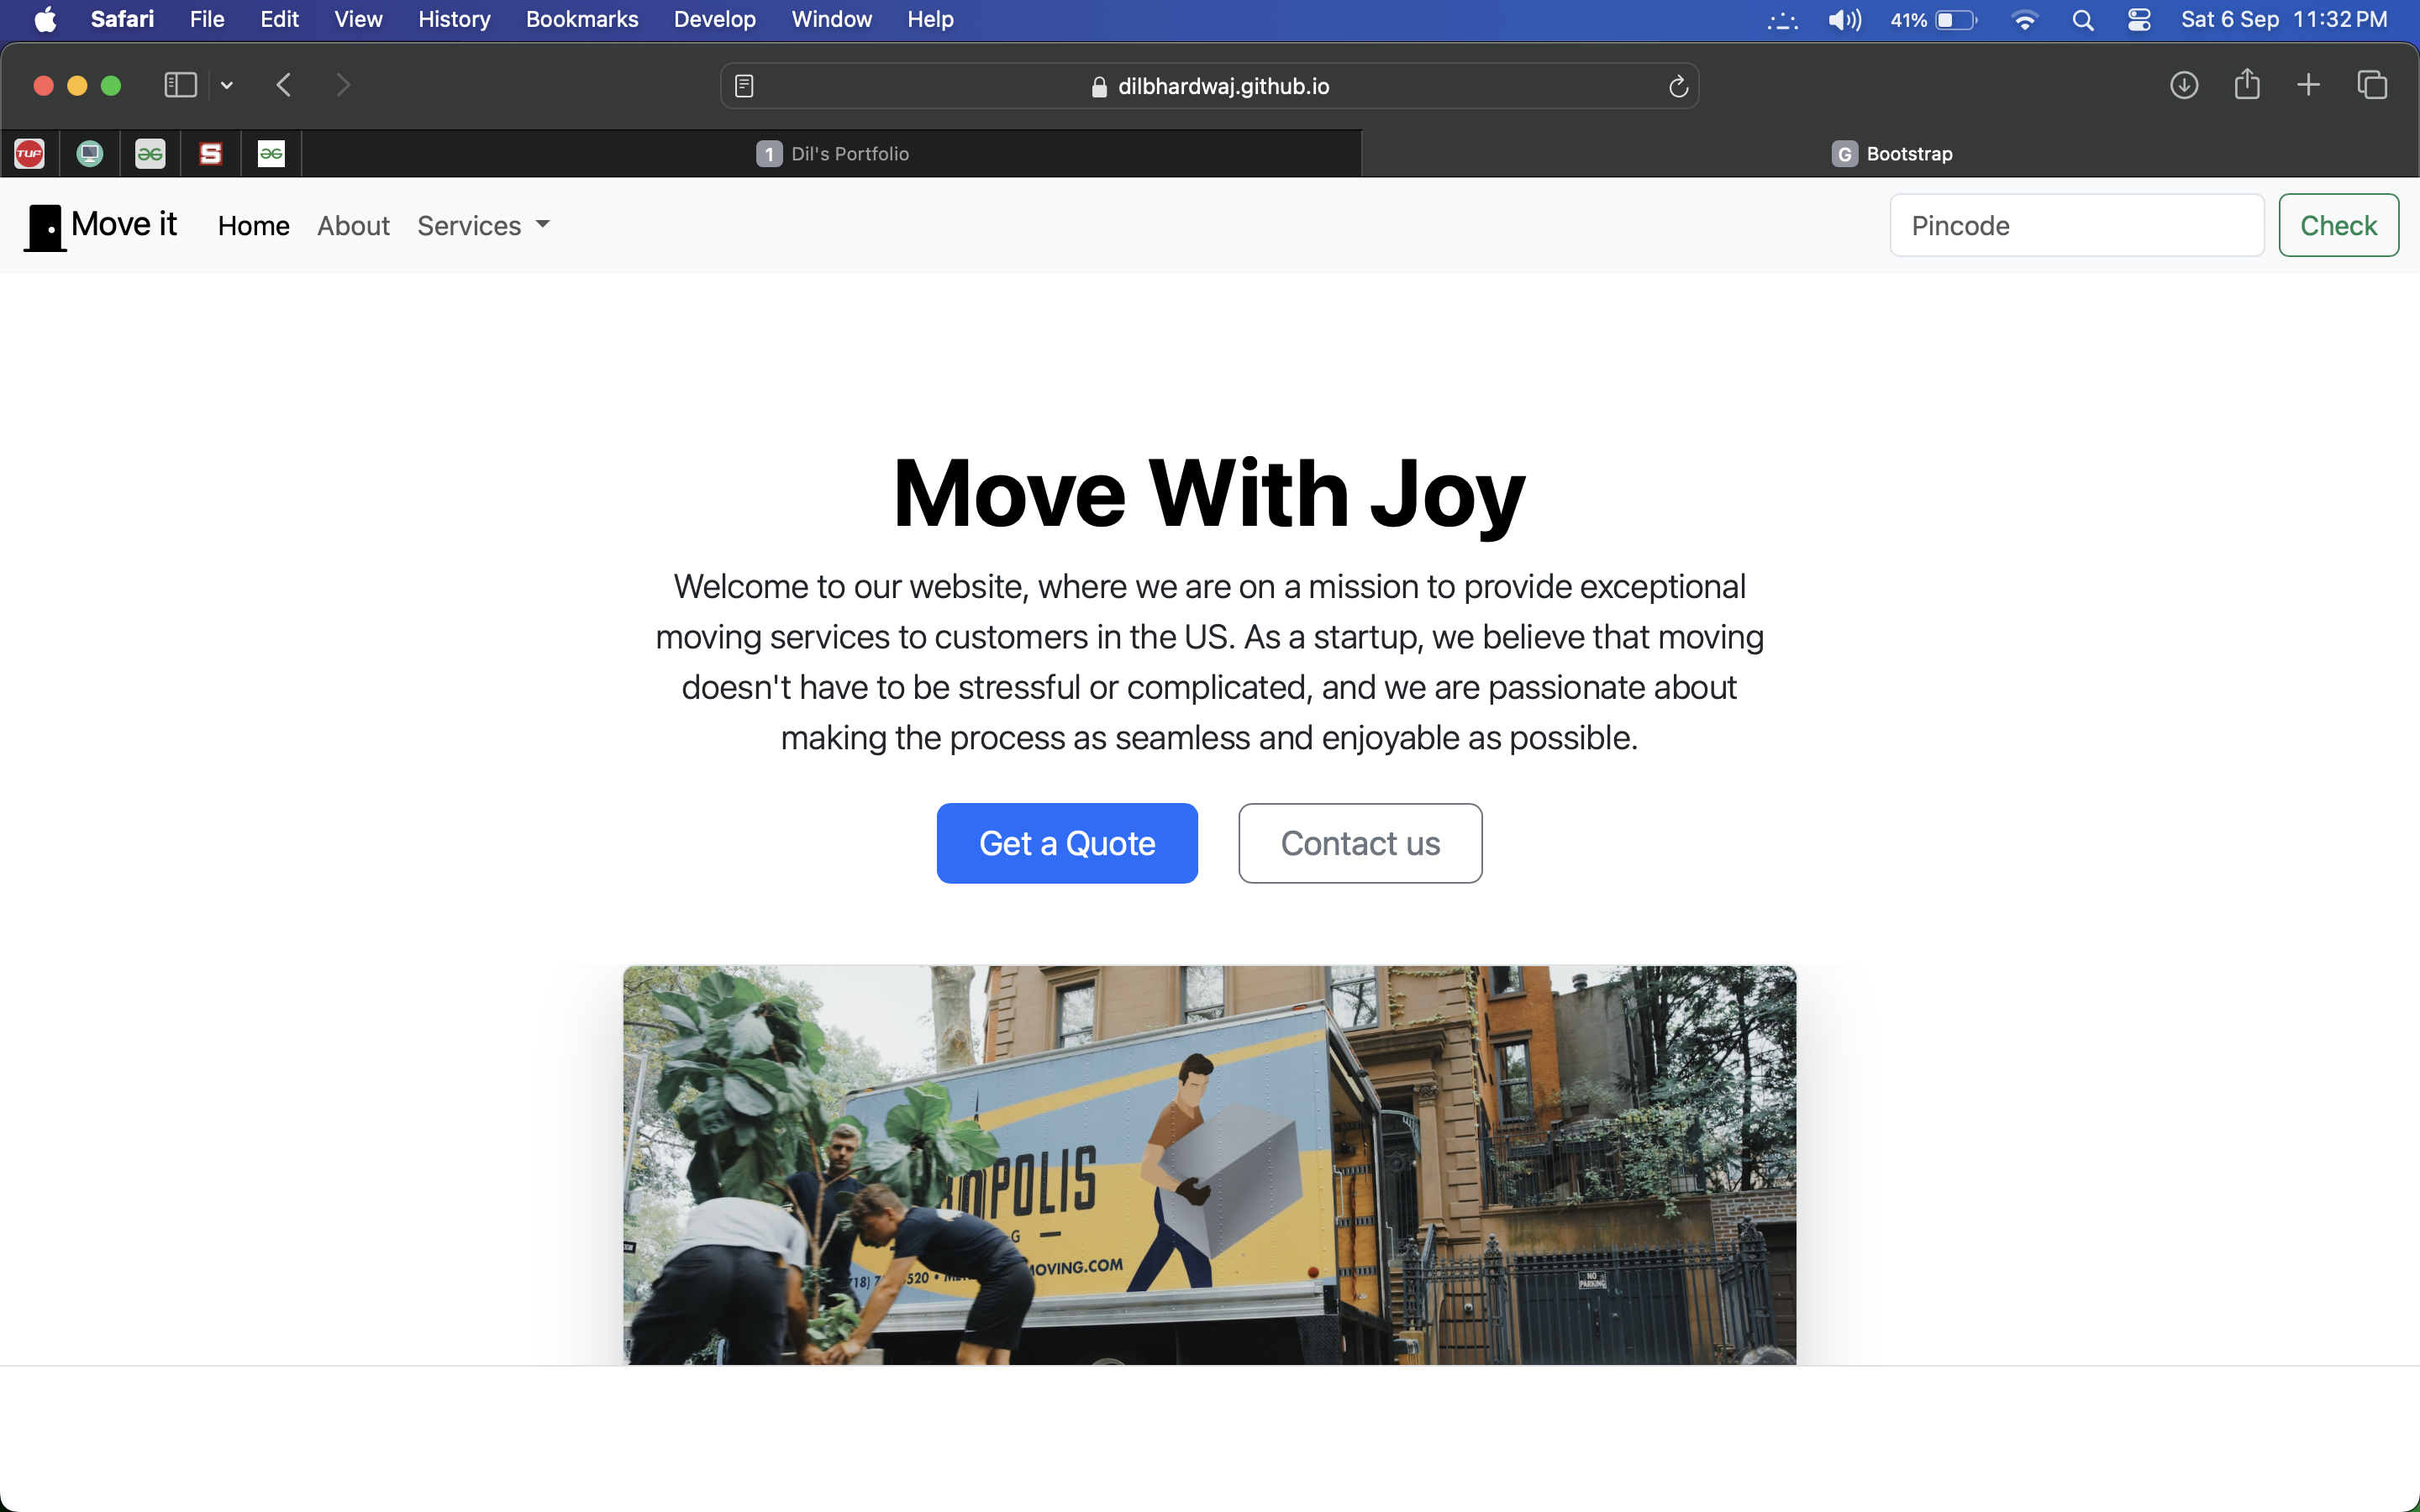 Safari File Edit View History Bookmarks Develop Window Help 41% Sat 6 Sep 11:32 PM
dilbhardwaj.github.io
TUF S 1 Dil's Portfolio G Bootstrap
Move it Home About Services Pincode Check
Move With Joy
Welcome to our website, where we are on a mission to provide exceptional
moving services to customers in the US. As a startup, we believe that moving
doesn't have to be stressful or complicated, and we are passionate about
making the process as seamless and enjoyable as possible.
Get a Quote Contact us
POLIS
G
520 • MOVING.COM
NO
PARKING